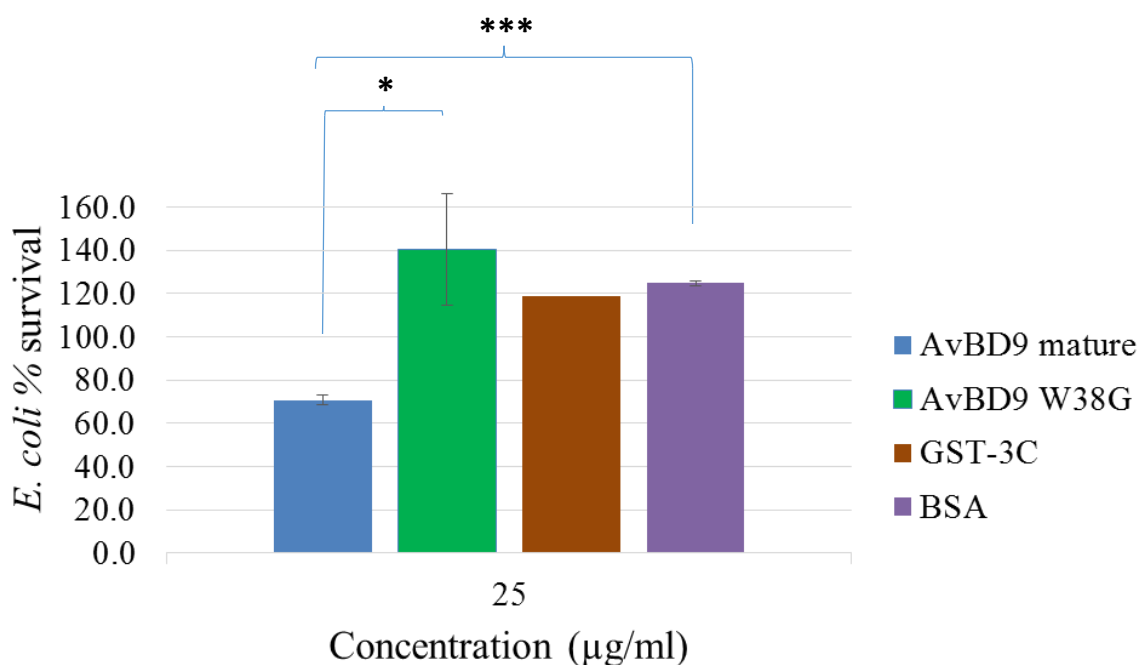 ***
*
160.0
140.0
120.0
100.0
80.0
60.0
40.0
20.0
0.0
E. coli % survival
25
Concentration (µg/ml)
AvBD9 mature
AvBD9 W38G
GST-3C
BSA